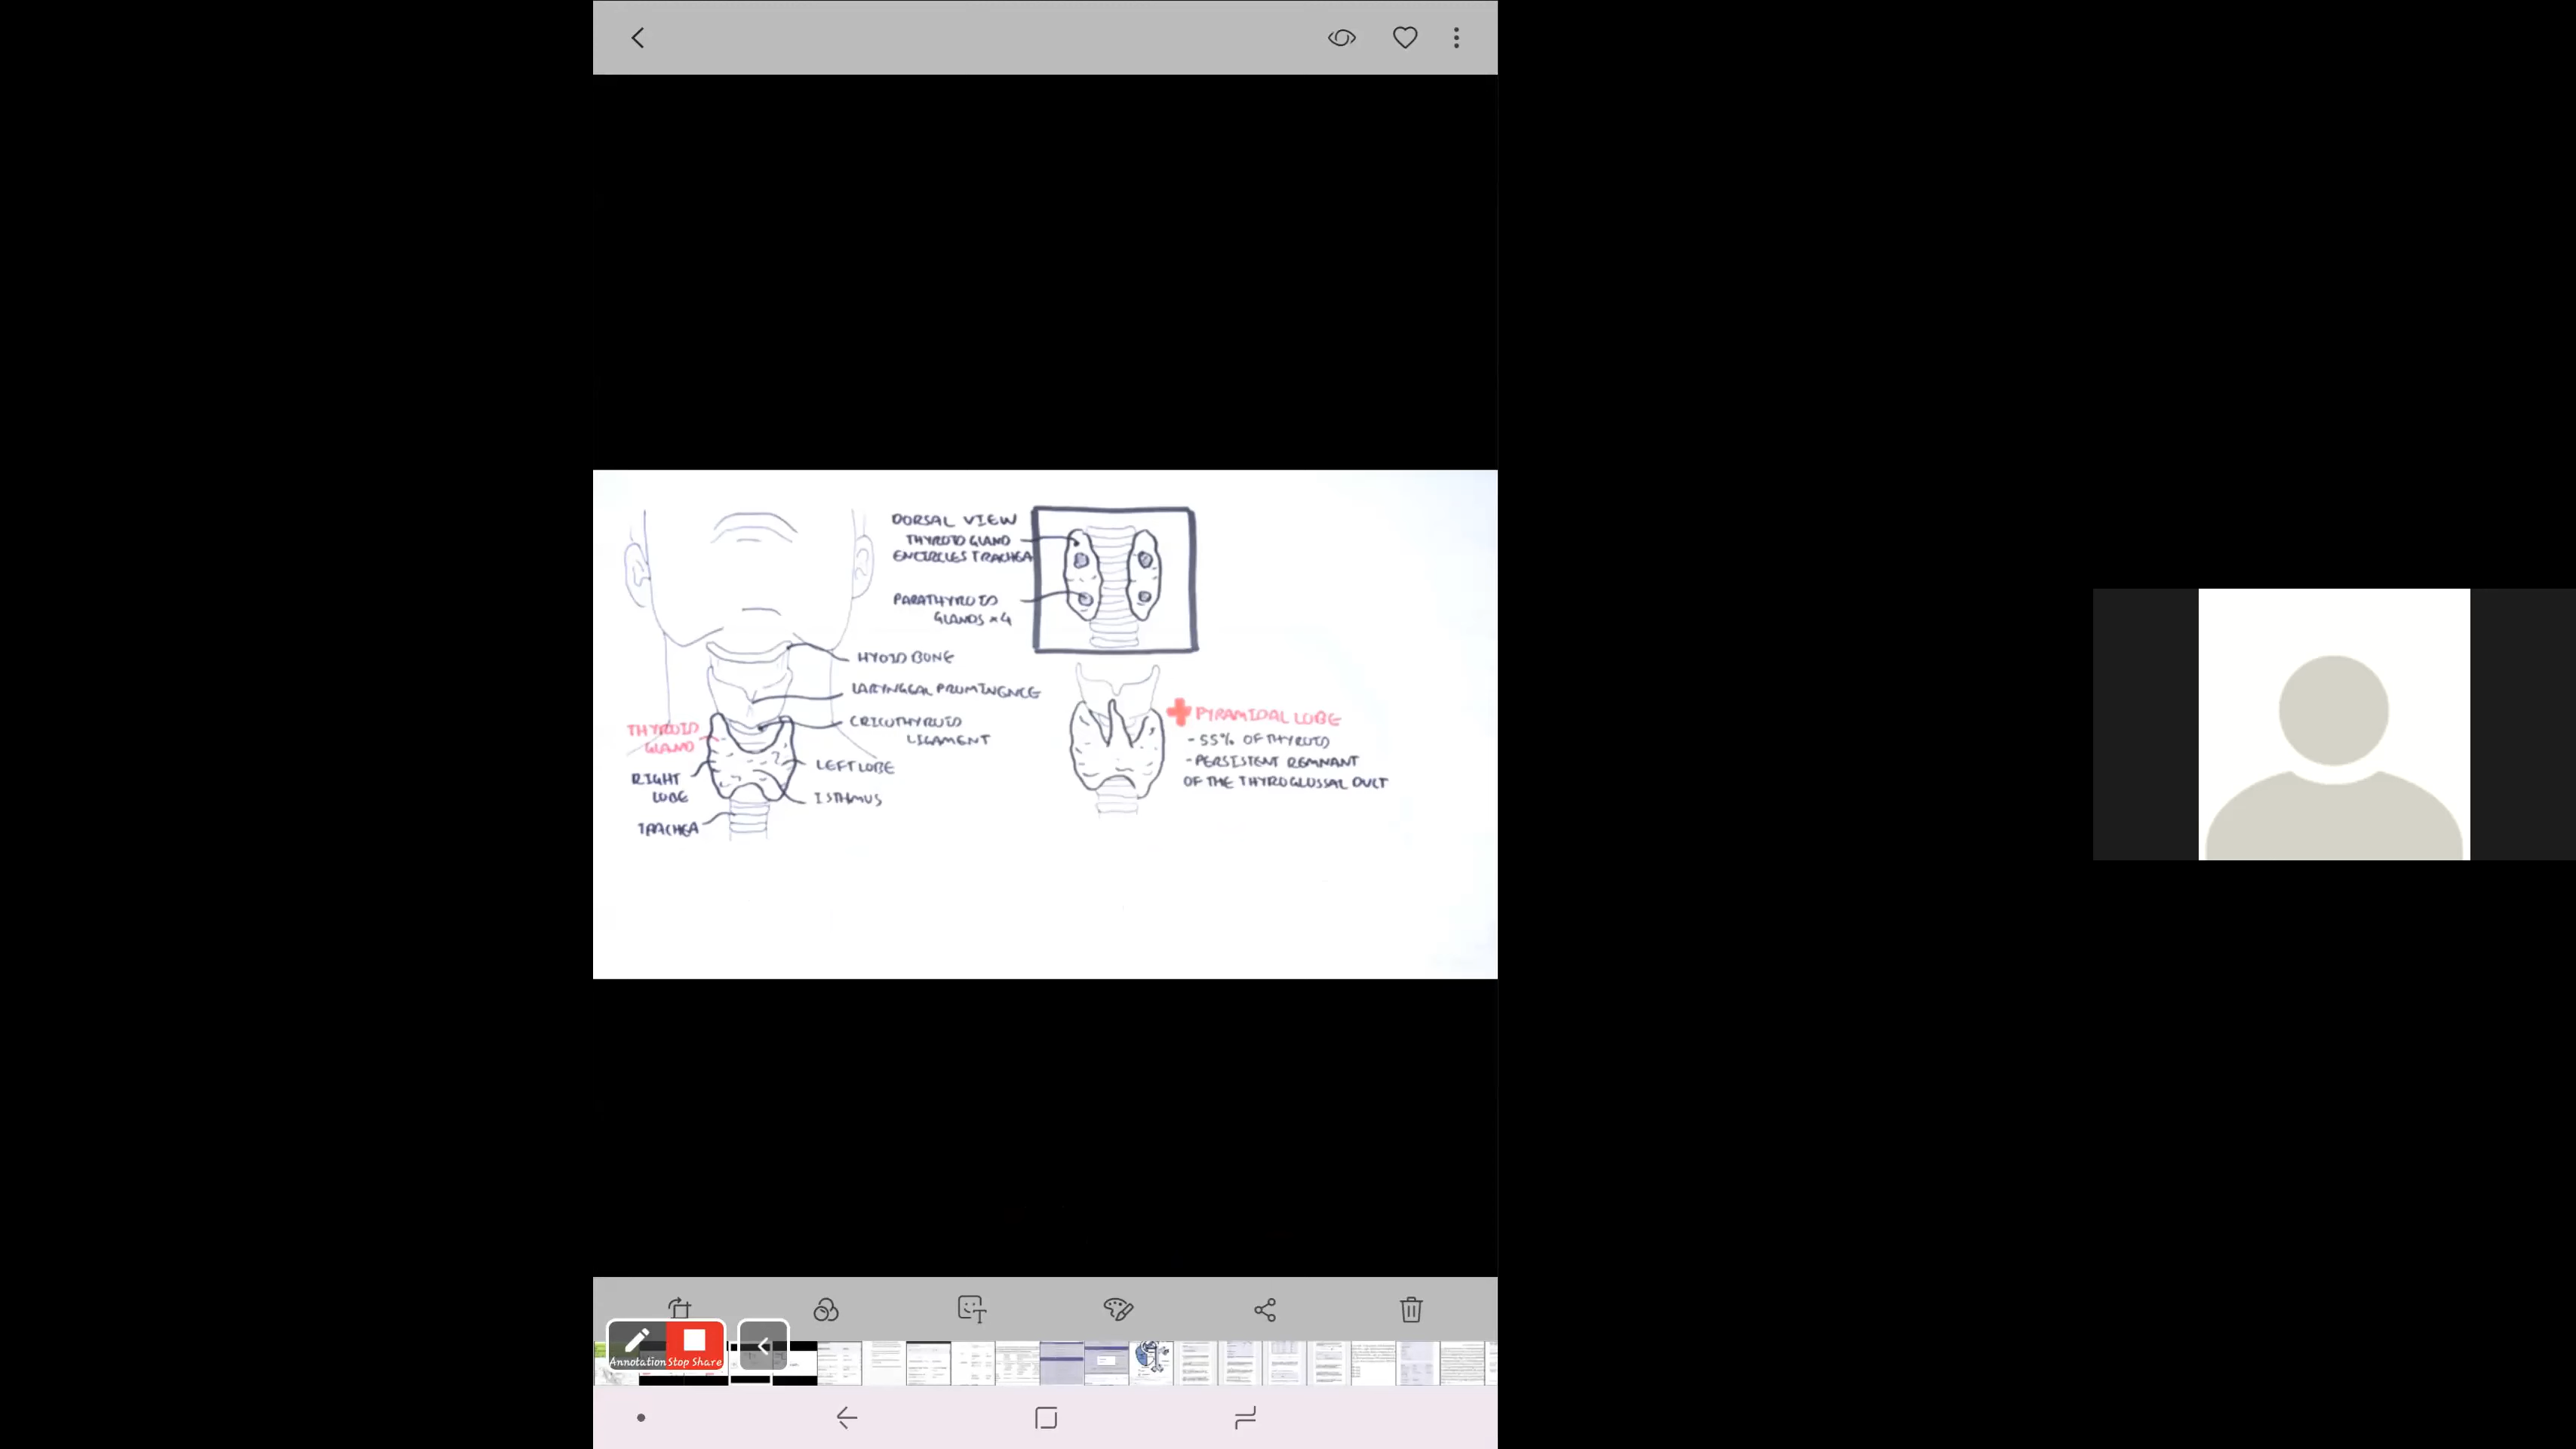 DORSAL VIEW
THYROID GLAND
ENCIRCLES TRACHEA
PARATHYROID
GLANDS x 4
HYOID BONE
LARYNGEAL PROMINENCE
CRICOTHYROID
LIGAMENT
THYROID
GLAND
LEFT LOBE
RIGHT
LOBE
ISTHMUS
TRACHEA
PYRAMIDAL LOBE
- 55% OF THYROID
- PERSISTENT REMNANT
OF THE THYROGLOSSAL DUCT
Annotation Stop Share